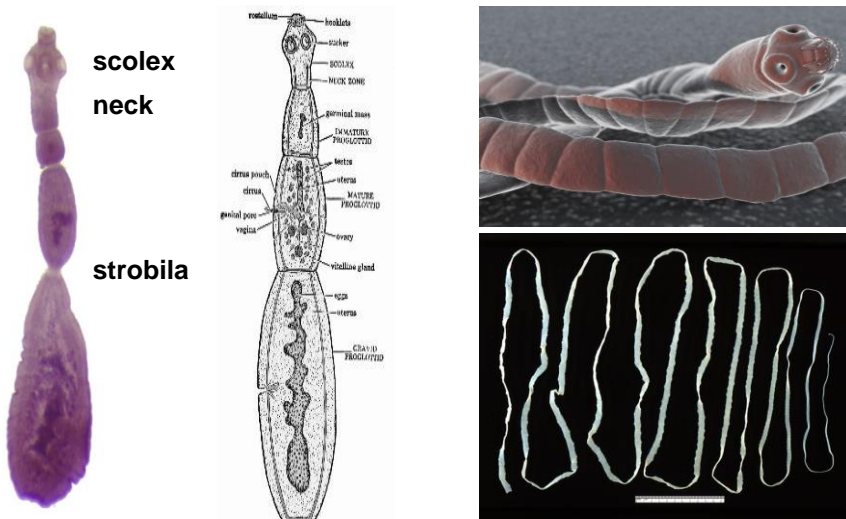 scolex
neck
strobila
rostellum
hooklets
sucker
SCOLEX
NECK ZONE
germinal mass
IMMATURE
PROGLOTTID
testes
uterus
cirrus pouch
cirrus
genital pore
vagina
MATURE
PROGLOTTID
ovary
vitelline gland
eggs
uterus
GRAVID
PROGLOTTID